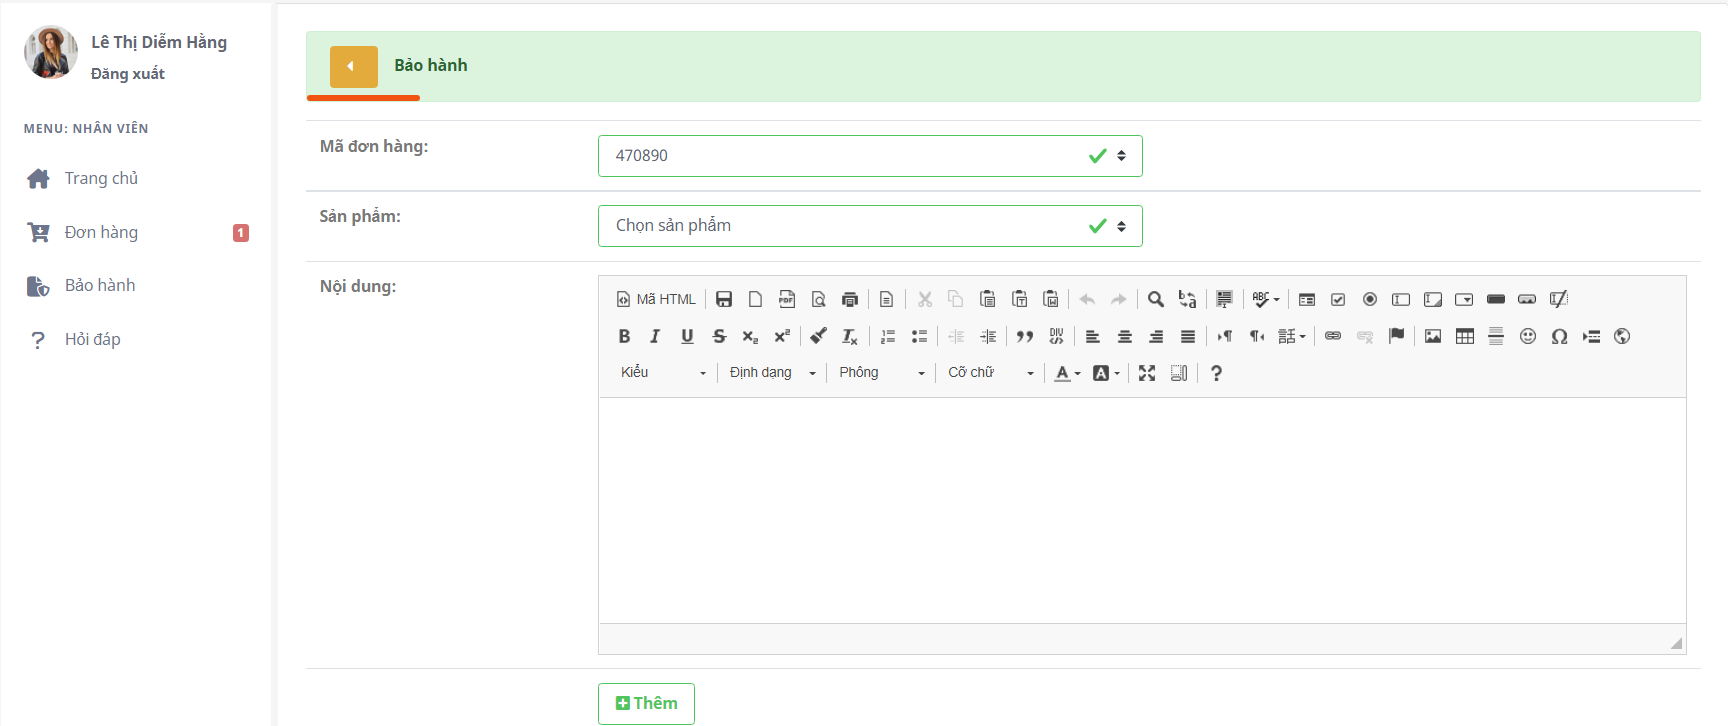 Lê Thị Diễm Hằng
Đăng xuất
MENU: NHÂN VIÊN
Trang chủ
Đơn hàng 1
Bảo hành
Hỏi đáp
Bảo hành
Mã đơn hàng: 470890
Sản phẩm: Chọn sản phẩm
Nội dung:
Mã HTML
Kiểu Định dạng Phông Cỡ chữ
Thêm